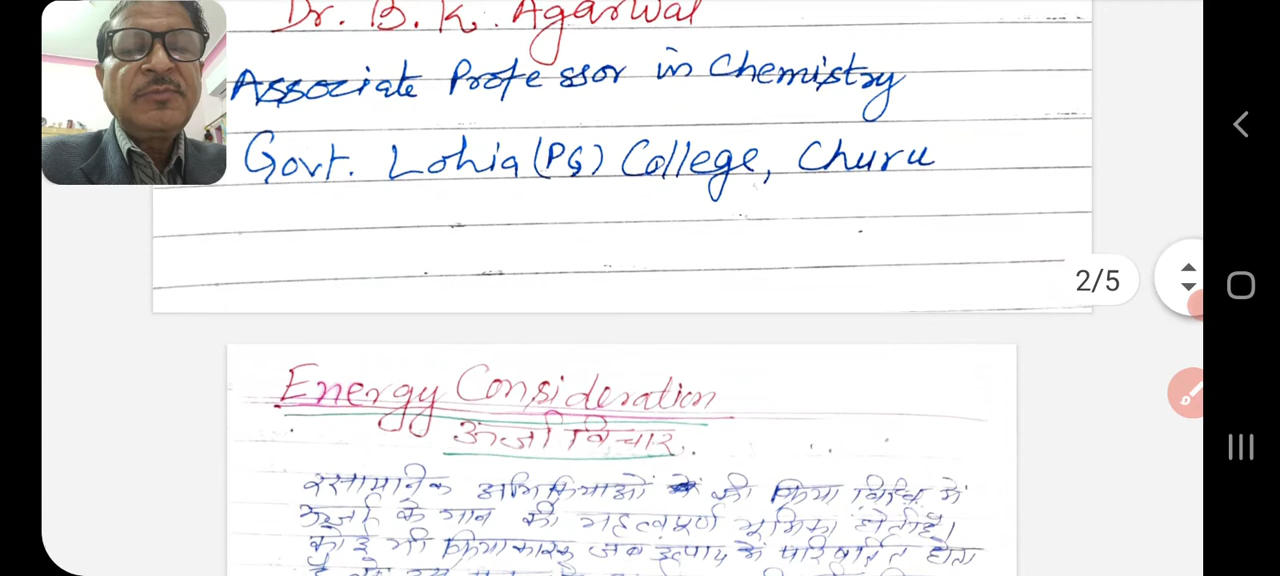 Dr. B. K. Agarwal
Associate Professor in Chemistry
Govt. Lohia (PG) College, Churu
2/5
Energy Consideration
ऊर्जा विचार.
रसायानिक अभिक्रियाओं की क्रिया विधि में
ऊर्जा के मान की महत्वपूर्ण भूमिका होती है।
कोई भी क्रियाकारक जब उत्पाद में परिवर्तित होता
है